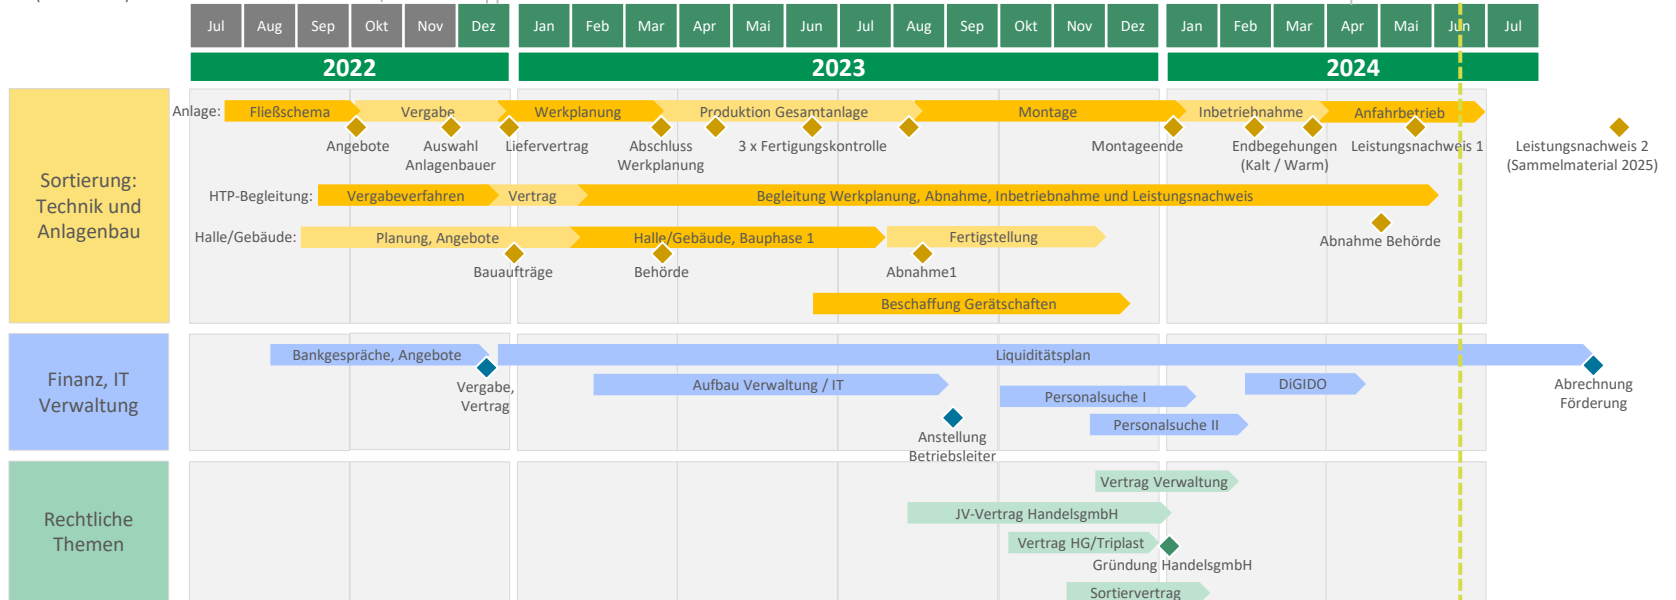 Jul Aug Sep Okt Nov Dez Jan Feb Mar Apr Mai Jun Jul Aug Sep Okt Nov Dez Jan Feb Mar Apr Mai Jun Jul
2022 2023 2024
Sortierung:
Technik und
Anlagenbau
Anlage: Fließschema Vergabe Werkplanung Produktion Gesamtanlage Montage Inbetriebnahme Anfahrbetrieb
Angebote
Auswahl
Anlagenbauer
Liefervertrag
Abschluss
Werkplanung
3 x Fertigungskontrolle
Montageende
Endbegehungen
(Kalt / Warm)
Leistungsnachweis 1
Leistungsnachweis 2
(Sammelmaterial 2025)
HTP-Begleitung: Vergabeverfahren Vertrag Begleitung Werkplanung, Abnahme, Inbetriebnahme und Leistungsnachweis
Abnahme Behörde
Halle/Gebäude: Planung, Angebote Halle/Gebäude, Bauphase 1 Fertigstellung
Bauaufträge Behörde Abnahme1
Beschaffung Gerätschaften
Finanz, IT
Verwaltung
Bankgespräche, Angebote Liquiditätsplan
Vergabe,
Vertrag
Aufbau Verwaltung / IT
DiGIDO
Abrechnung
Förderung
Personalsuche I
Personalsuche II
Anstellung
Betriebsleiter
Rechtliche
Themen
Vertrag Verwaltung
JV-Vertrag HandelsgmbH
Vertrag HG/Triplast
Gründung HandelsgmbH
Sortiervertrag